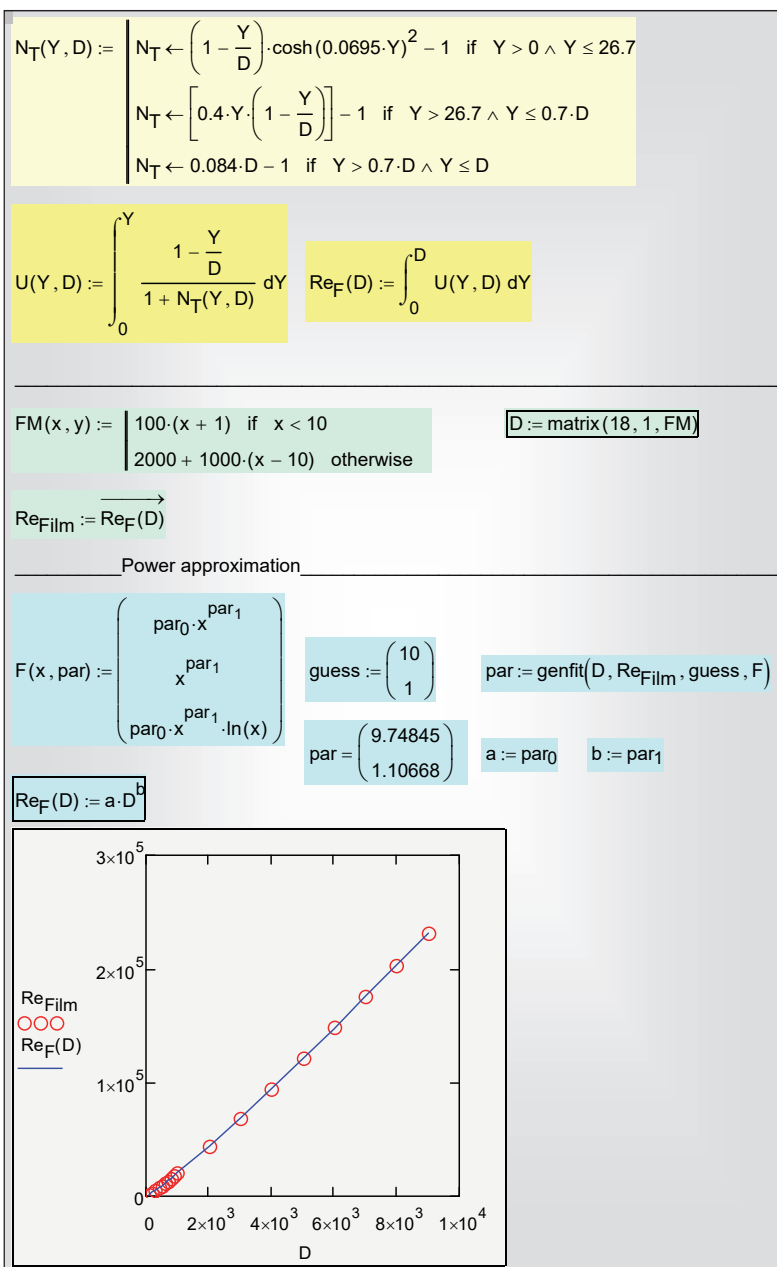 N_T(Y, D) := | N_T ← (1 − Y/D)·cosh(0.0695·Y)^2 − 1 if Y > 0 ∧ Y ≤ 26.7
N_T ← [0.4·Y·(1 − Y/D)] − 1 if Y > 26.7 ∧ Y ≤ 0.7·D
N_T ← 0.084·D − 1 if Y > 0.7·D ∧ Y ≤ D
U(Y, D) := ∫_0^Y (1 − Y/D)/(1 + N_T(Y, D)) dY Re_F(D) := ∫_0^D U(Y, D) dY
FM(x, y) := | 100·(x + 1) if x < 10 D := matrix(18, 1, FM)
2000 + 1000·(x − 10) otherwise
Re_Film := Re_F(D)
Power approximation
F(x, par) := (par_0·x^par_1
x^par_1
par_0·x^par_1·ln(x)) guess := (10 1) par := genfit(D, Re_Film, guess, F)
par = (9.74845 1.10668) a := par_0 b := par_1
Re_F(D) := a·D^b
3×10^5
2×10^5
Re_Film
Re_F(D)
1×10^5
0
0 2×10^3 4×10^3 6×10^3 8×10^3 1×10^4
D